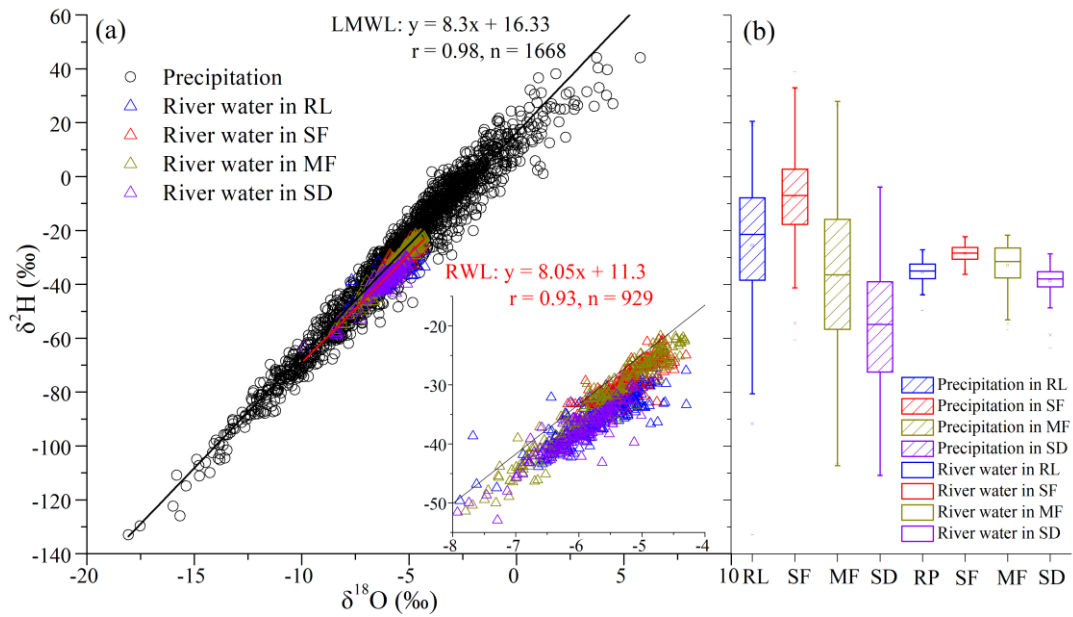 (a)
LMWL: y = 8.3x + 16.33
r = 0.98, n = 1668
Precipitation
River water in RL
River water in SF
River water in MF
River water in SD
RWL: y = 8.05x + 11.3
r = 0.93, n = 929
60
40
20
0
-20
-40
-60
-80
-100
-120
-140
δ²H (‰)
-20
-15
-10
-5
0
5
10
δ¹⁸O (‰)
-20
-30
-40
-50
-8
-7
-6
-5
-4
(b)
Precipitation in RL
Precipitation in SF
Precipitation in MF
Precipitation in SD
River water in RL
River water in SF
River water in MF
River water in SD
RL SF MF SD RP SF MF SD